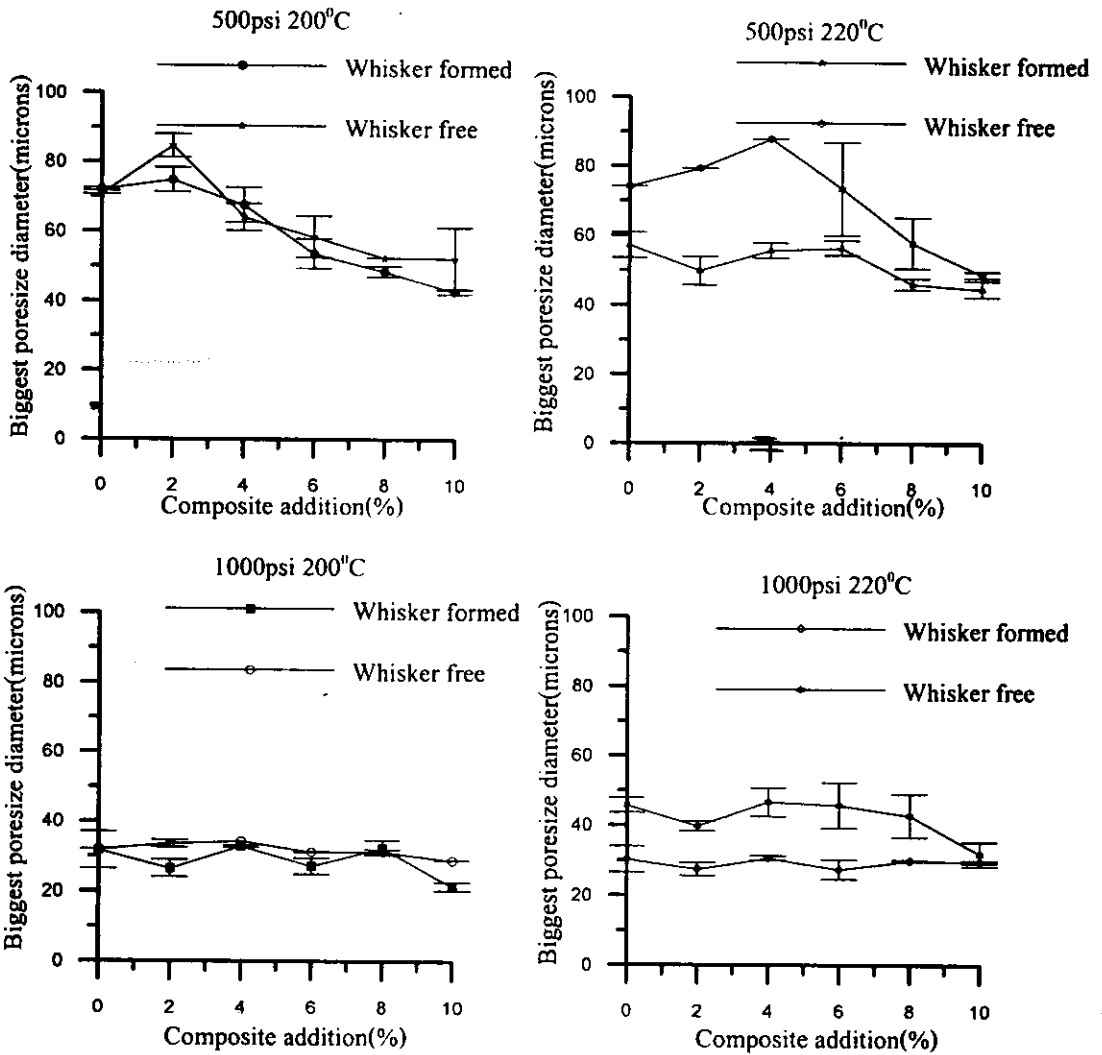 500psi 200⁰C
Whisker formed
Whisker free
Biggest poresize diameter(microns)
100
80
60
40
20
0
0 2 4 6 8 10
Composite addition(%)
500psi 220⁰C
Whisker formed
Whisker free
Biggest poresize diameter(microns)
100
80
60
40
20
0
0 2 4 6 8 10
Composite addition(%)
1000psi 200⁰C
Whisker formed
Whisker free
Biggest poresize diameter(microns)
100
80
60
40
20
0
0 2 4 6 8 10
Composite addition(%)
1000psi 220⁰C
Whisker formed
Whisker free
Biggest poresize diameter(microns)
100
80
60
40
20
0
0 2 4 6 8 10
Composite addition(%)